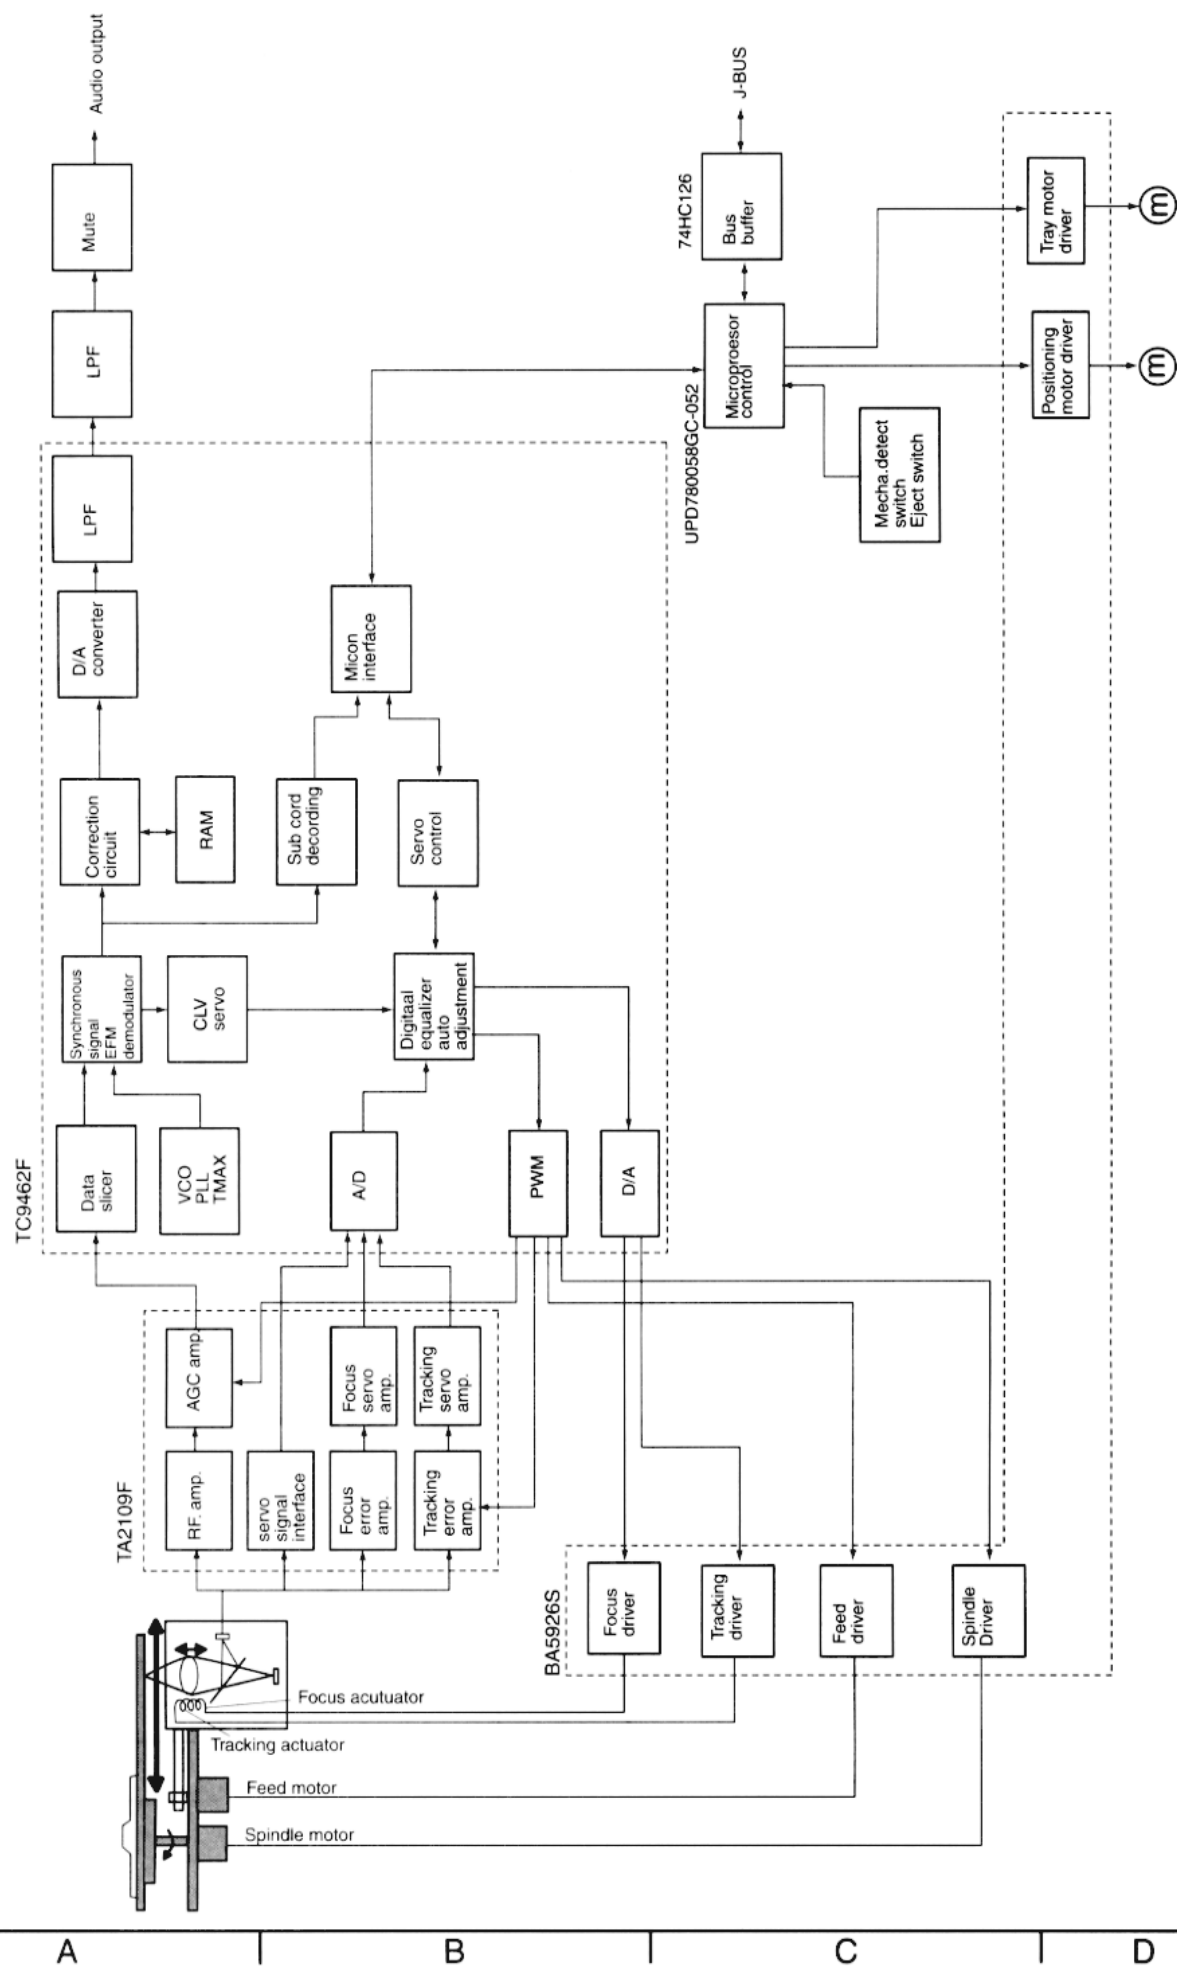 Audio output
Mute
LPF
LPF
D/A
converter
Correction
circuit
RAM
Synchronous
signal
EFM
demodulator
CLV
servo
Data
slicer
VCO
PLL
TMAX
TC9462F
Sub cord
decording
Servo
control
Micon
interface
Digitaal
equalizer
auto
adjustment
A/D
PWM
D/A
J-BUS
74HC126
Bus
buffer
Microproesor
control
UPD780058GC-052
Mecha.detect
switch
Eject switch
Tray motor
driver
m
Positioning
motor driver
m
TA2109F
AGC amp.
RF. amp.
servo
signal
interface
Focus
servo
amp.
Focus
error
amp.
Tracking
servo
amp.
Tracking
error
amp.
BA5926S
Focus
driver
Tracking
driver
Feed
driver
Spindle
Driver
Focus acutuator
Tracking actuator
Feed motor
Spindle motor
A
B
C
D